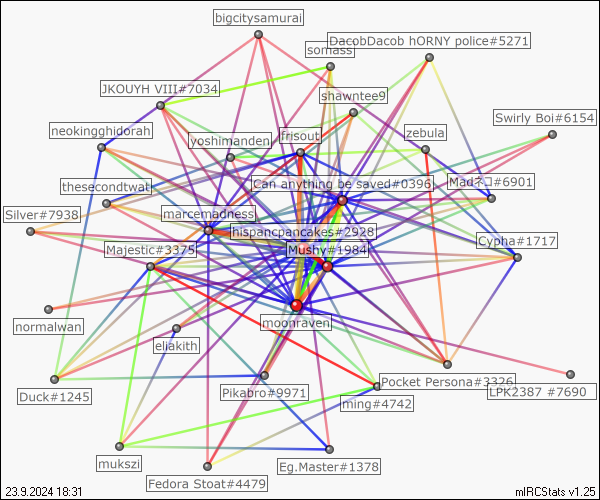 bigcitysamurai
DacobDacob hORNY police#5271
somass
JKOUYH VIII#7034
shawntee9
Swirly Boi#6154
neokingghidorah
yoshimanden
frisout
zebula
thesecondtwat
Can anything be saved#0396
Madネコ#6901
Silver#7938
marcemadness
hispancpancakes#2928
Majestic#3375
Mushy#1984
Cypha#1717
normalwan
moonraven
eliakith
Duck#1245
Pikabro#9971
Pocket Persona#3326
LPK2387 #7690
ming#4742
mukszi
Fedora Stoat#4479
Eg.Master#1378
23.9.2024 18:31
mIRCStats v1.25